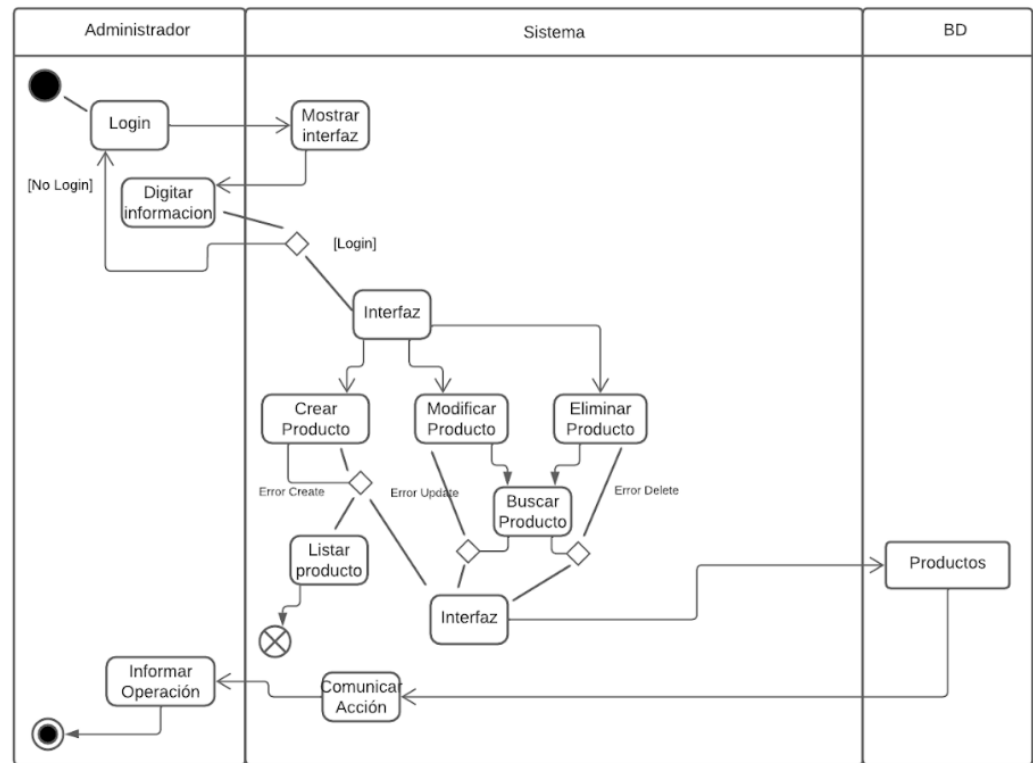 Administrador
Sistema
BD
Login
Mostrar
interfaz
[No Login]
Digitar
informacion
[Login]
Interfaz
Crear
Producto
Modificar
Producto
Eliminar
Producto
Error Create
Error Update
Buscar
Producto
Error Delete
Listar
producto
Productos
Interfaz
Informar
Operación
Comunicar
Acción